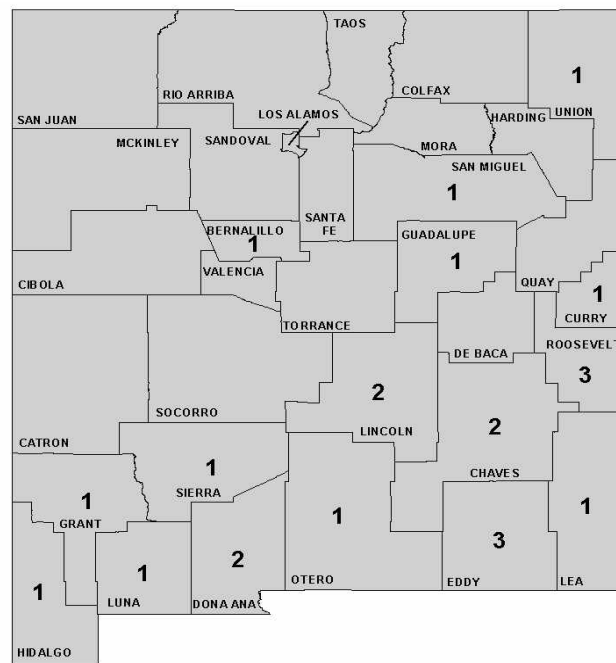 TAOS
1
RIO ARRIBA
COLFAX
SAN JUAN
LOS ALAMOS
HARDING
UNION
MCKINLEY
SANDOVAL
MORA
SAN MIGUEL
1
SANTA
FE
BERNALILLO
1
GUADALUPE
1
VALENCIA
CIBOLA
QUAY
1
CURRY
TORRANCE
ROOSEVELT
DE BACA
3
2
SOCORRO
LINCOLN
2
CATRON
1
SIERRA
CHAVES
1
GRANT
1
1
3
2
1
1
LUNA
DONA ANA
OTERO
EDDY
LEA
HIDALGO